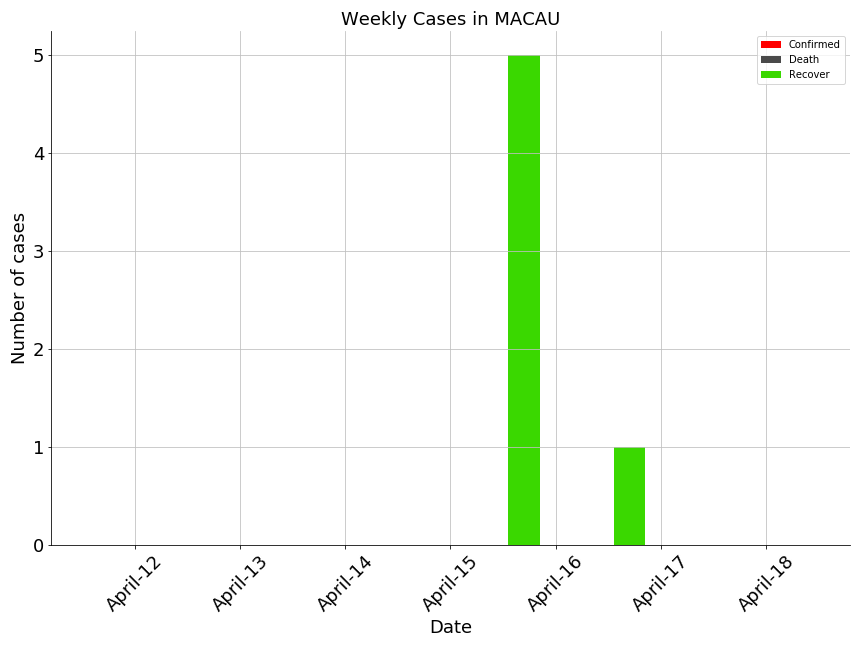 Weekly Cases in MACAU
Confirmed
Death
Recover
Number of cases
5
4
3
2
1
0
April-12
April-13
April-14
April-15
April-16
April-17
April-18
Date